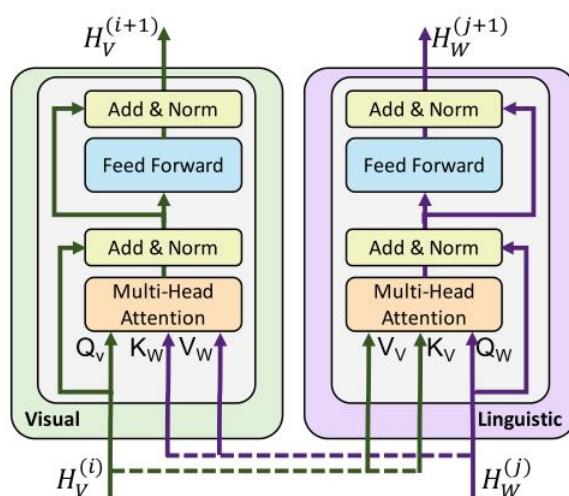 H_V^{(i+1)} H_W^{(j+1)}
Add & Norm Add & Norm
Feed Forward Feed Forward
Add & Norm Add & Norm
Multi-Head Multi-Head
Attention Attention
Q_v K_W V_W V_V K_V Q_W
Visual Linguistic
H_V^{(i)} H_W^{(j)}